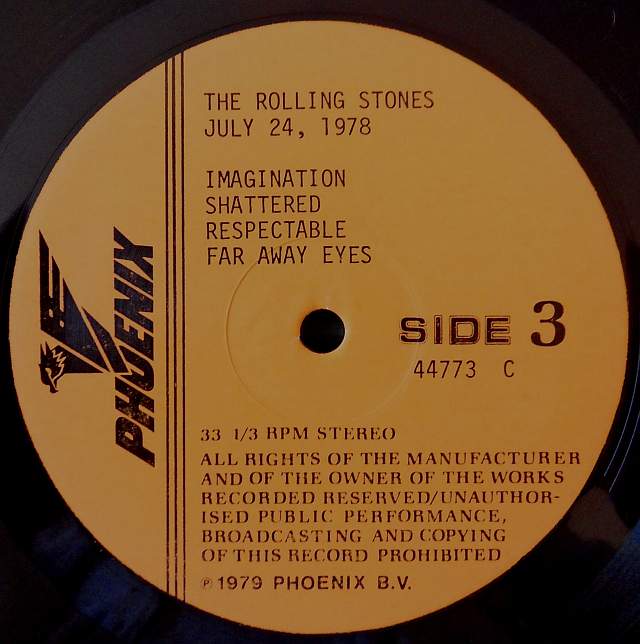 THE ROLLING STONES
JULY 24, 1978
IMAGINATION
SHATTERED
RESPECTABLE
FAR AWAY EYES
PHOENIX
SIDE 3
44773 C
33 1/3 RPM STEREO
ALL RIGHTS OF THE MANUFACTURER
AND OF THE OWNER OF THE WORKS
RECORDED RESERVED/UNAUTHOR-
ISED PUBLIC PERFORMANCE,
BROADCASTING AND COPYING
OF THIS RECORD PROHIBITED
℗ 1979 PHOENIX B.V.